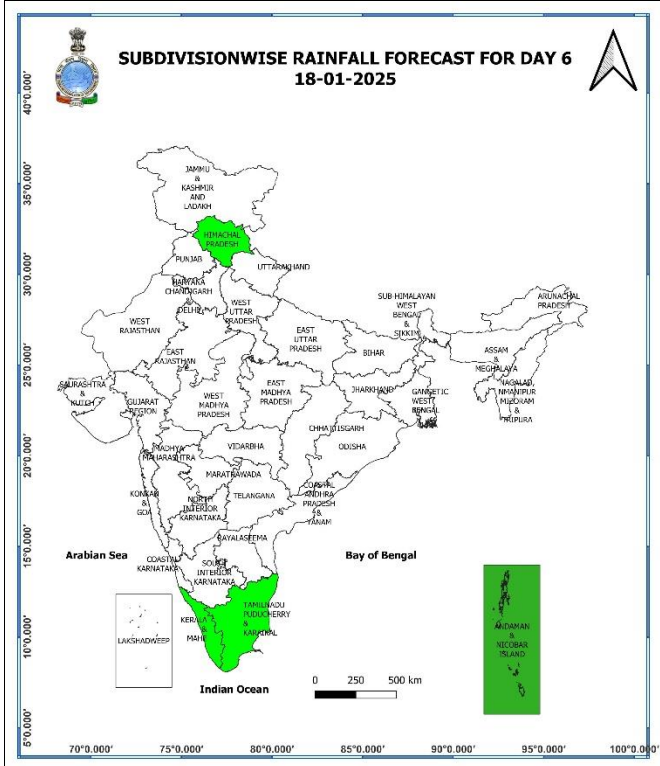 SUBDIVISIONWISE RAINFALL FORECAST FOR DAY 6
18-01-2025
40°0.000'
35°0.000'
30°0.000'
25°0.000'
20°0.000'
15°0.000'
10°0.000'
5°0.000'
JAMMU
&
KASHMIR
AND
LADAKH
HIMACHAL
PRADESH
PUNJAB
UTTARAKHAND
HARYANA
CHANDIGARH
&
DELHI
WEST
UTTAR
PRADESH
WEST
RAJASTHAN
EAST
RAJASTHAN
EAST
UTTAR
PRADESH
SUB HIMALAYAN
WEST
BENGAL
&
SIKKIM
ARUNACHAL
PRADESH
BIHAR
ASSAM
&
MEGHALAYA
NAGALAD,
NMANIPUR
MIZORAM
&
TRIPURA
SAURASHTRA
&
KUTCH
GUJARAT
REGION
WEST
MADHYA
PRADESH
EAST
MADHYA
PRADESH
JHARKHAND
GANGETIC
WEST
BENGAL
CHHATTISGARH
ODISHA
MADHYA
MAHARASHTRA
VIDARBHA
MARATHWADA
KONKAN
&
GOA
NORTH
INTERIOR
KARNATAKA
TELANGANA
COASTAL
ANDHRA
PRADESH
&
YANAM
RAYALASEEMA
COASTAL
KARNATAKA
SOUTH
INTERIOR
KARNATAKA
Arabian Sea
Bay of Bengal
KERALA
&
MAHE
TAMILNADU
PUDUCHERRY
&
KARAIKAL
LAKSHADWEEP
ANDAMAN
&
NICOBAR
ISLAND
Indian Ocean
0 250 500 km
70°0.000' 75°0.000' 80°0.000' 85°0.000' 90°0.000' 95°0.000' 100°0.000'